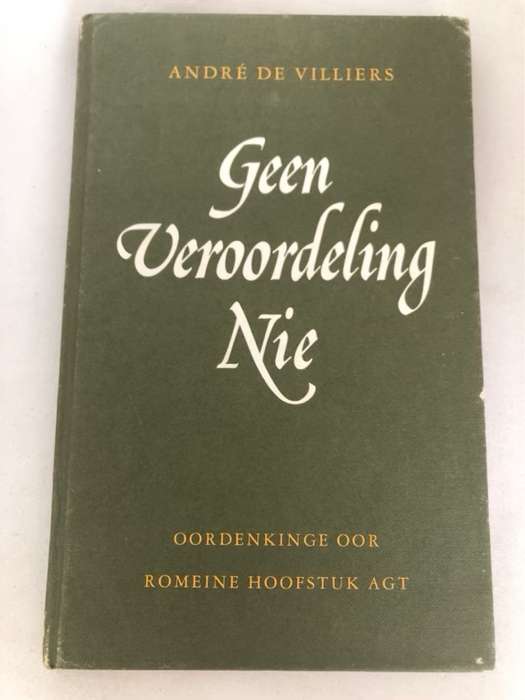 ANDRÉ DE VILLIERS
Geen
Veroordeling
Nie
OORDENKINGE OOR
ROMEINE HOOFSTUK AGT